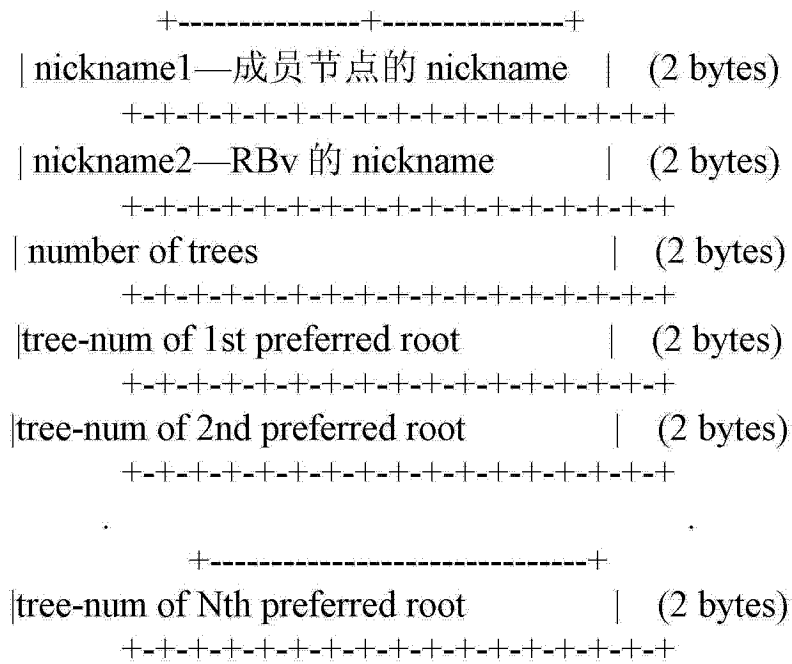 +---------------+---------------+
| nickname1—成员节点的 nickname | (2 bytes)
+-+-+-+-+-+-+-+-+-+-+-+-+-+-+-+-+
| nickname2—RBv 的 nickname | (2 bytes)
+-+-+-+-+-+-+-+-+-+-+-+-+-+-+-+-+
| number of trees | (2 bytes)
+-+-+-+-+-+-+-+-+-+-+-+-+-+-+-+-+
|tree-num of 1st preferred root | (2 bytes)
+-+-+-+-+-+-+-+-+-+-+-+-+-+-+-+-+
|tree-num of 2nd preferred root | (2 bytes)
+-+-+-+-+-+-+-+-+-+-+-+-+-+-+-+-+
. .
+-------------------------------+
|tree-num of Nth preferred root | (2 bytes)
+-+-+-+-+-+-+-+-+-+-+-+-+-+-+-+-+